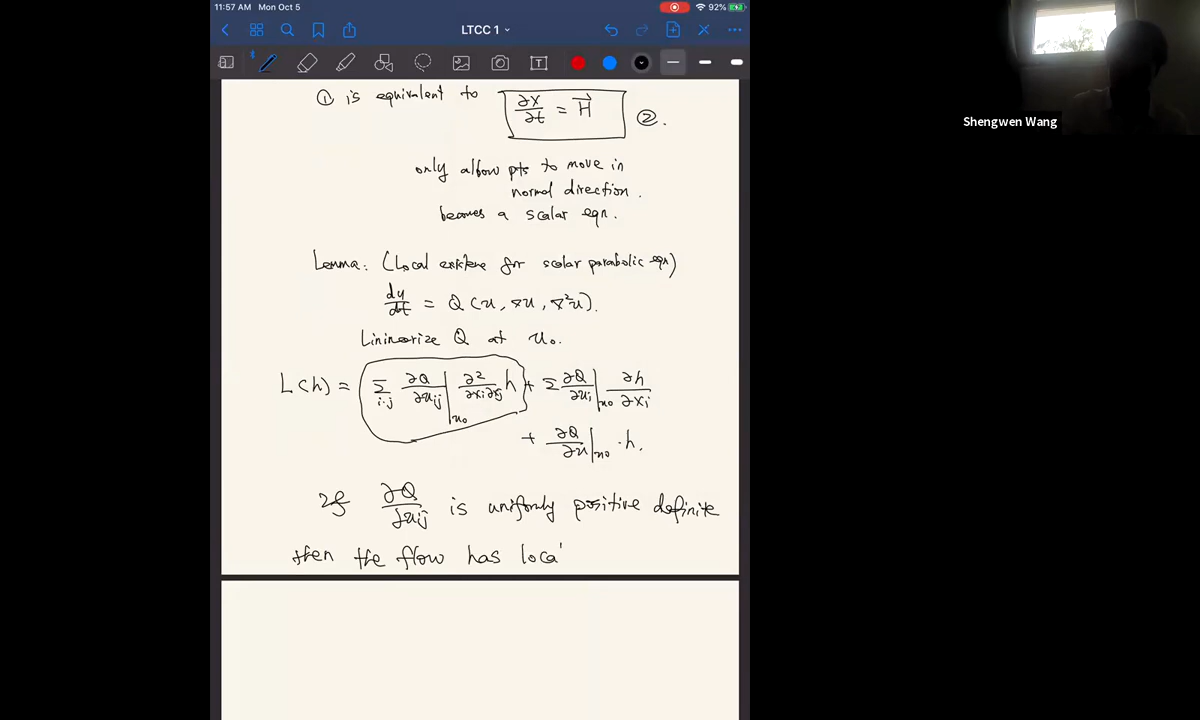 11:57 AM Mon Oct 5
92%
LTCC 1
① is equivalent to ∂X/∂t = H⃗ ②.
only allow pts to move in
normal direction.
becomes a scalar eqn.
Lemma: (Local existene for scalar parabolic eqn)
du/dt = Q(u, ∇u, ∇²u).
Lininearize Q at u₀.
L(h) = Σ_{i,j} ∂Q/∂u_{ij}|_{u₀} ∂²/∂x_i∂x_j h + Σ ∂Q/∂u_i|_{u₀} ∂h/∂x_i
+ ∂Q/∂u|_{u₀} · h.
If ∂Q/∂u_{ij} is uniformly positive definite
then the flow has loca
Shengwen Wang